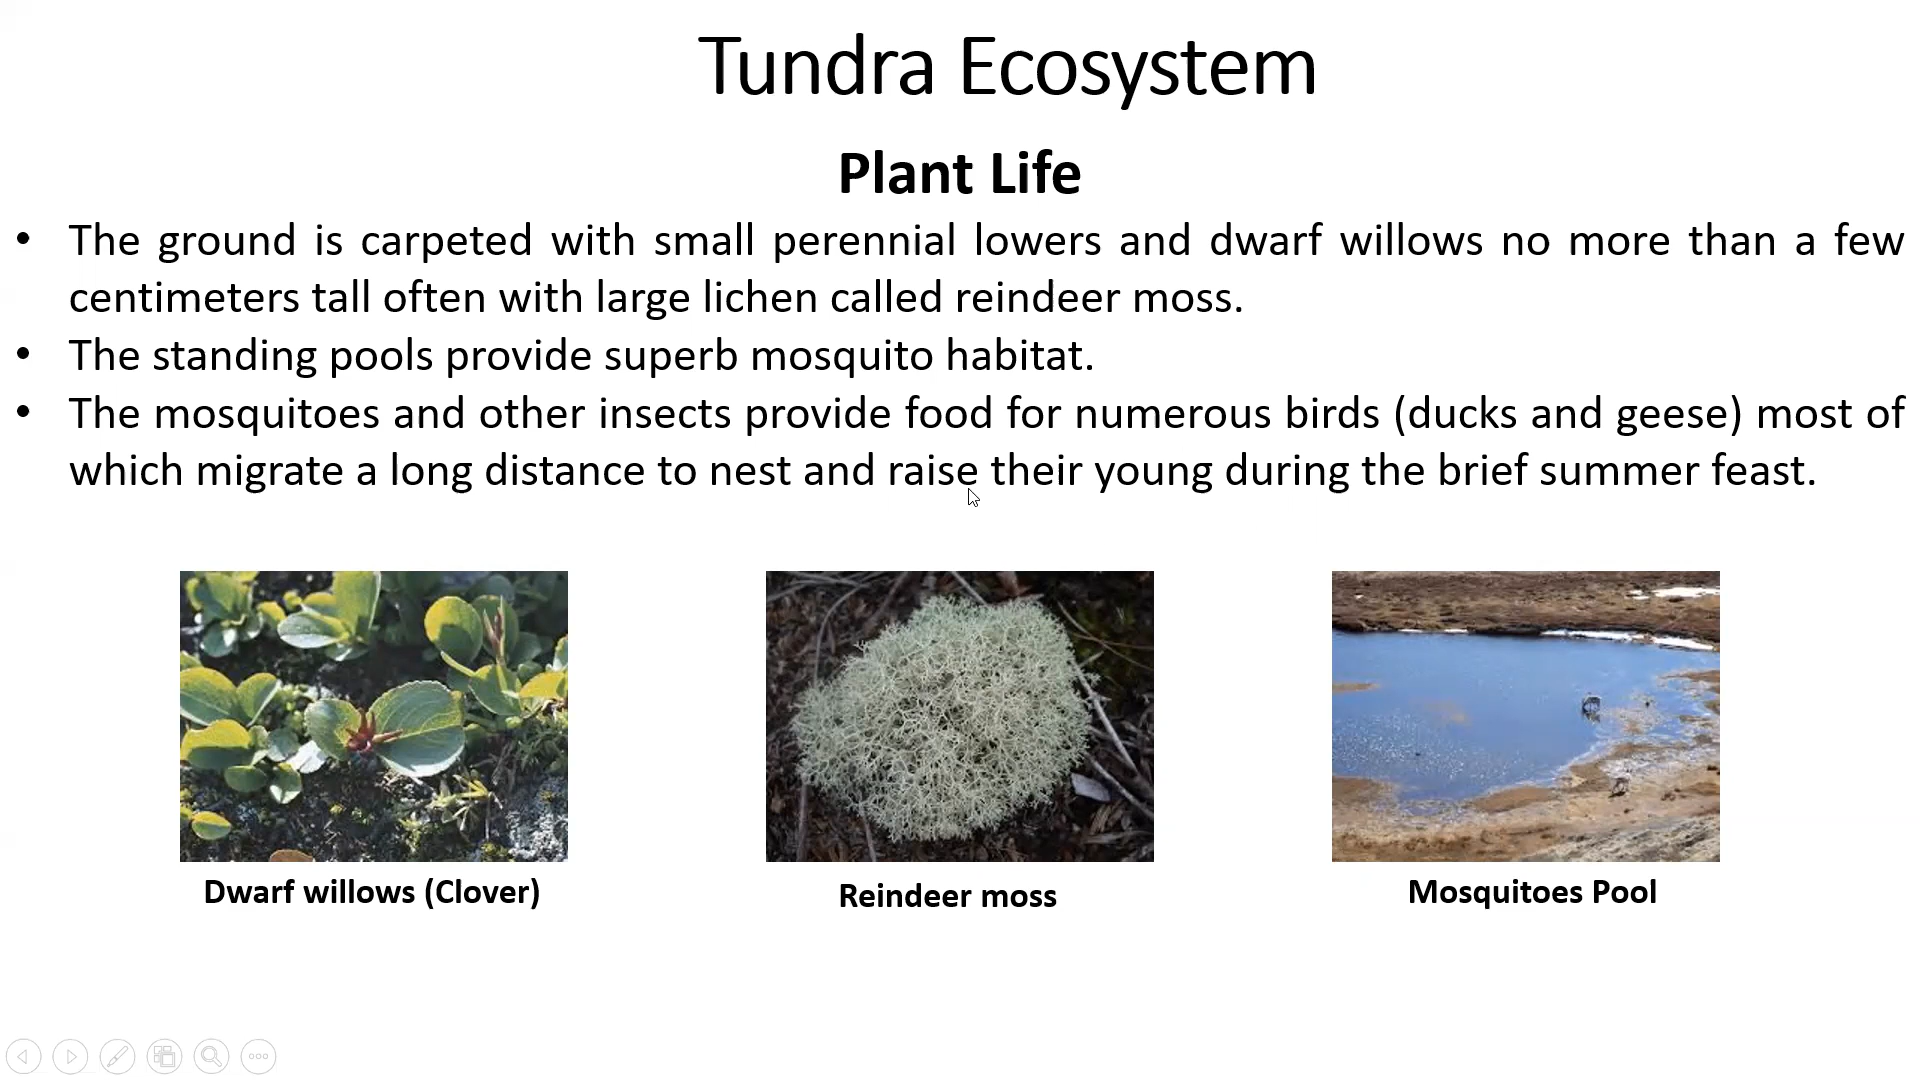 Tundra Ecosystem
Plant Life
• The ground is carpeted with small perennial lowers and dwarf willows no more than a few
centimeters tall often with large lichen called reindeer moss.
• The standing pools provide superb mosquito habitat.
• The mosquitoes and other insects provide food for numerous birds (ducks and geese) most of
which migrate a long distance to nest and raise their young during the brief summer feast.
Dwarf willows (Clover)
Reindeer moss
Mosquitoes Pool